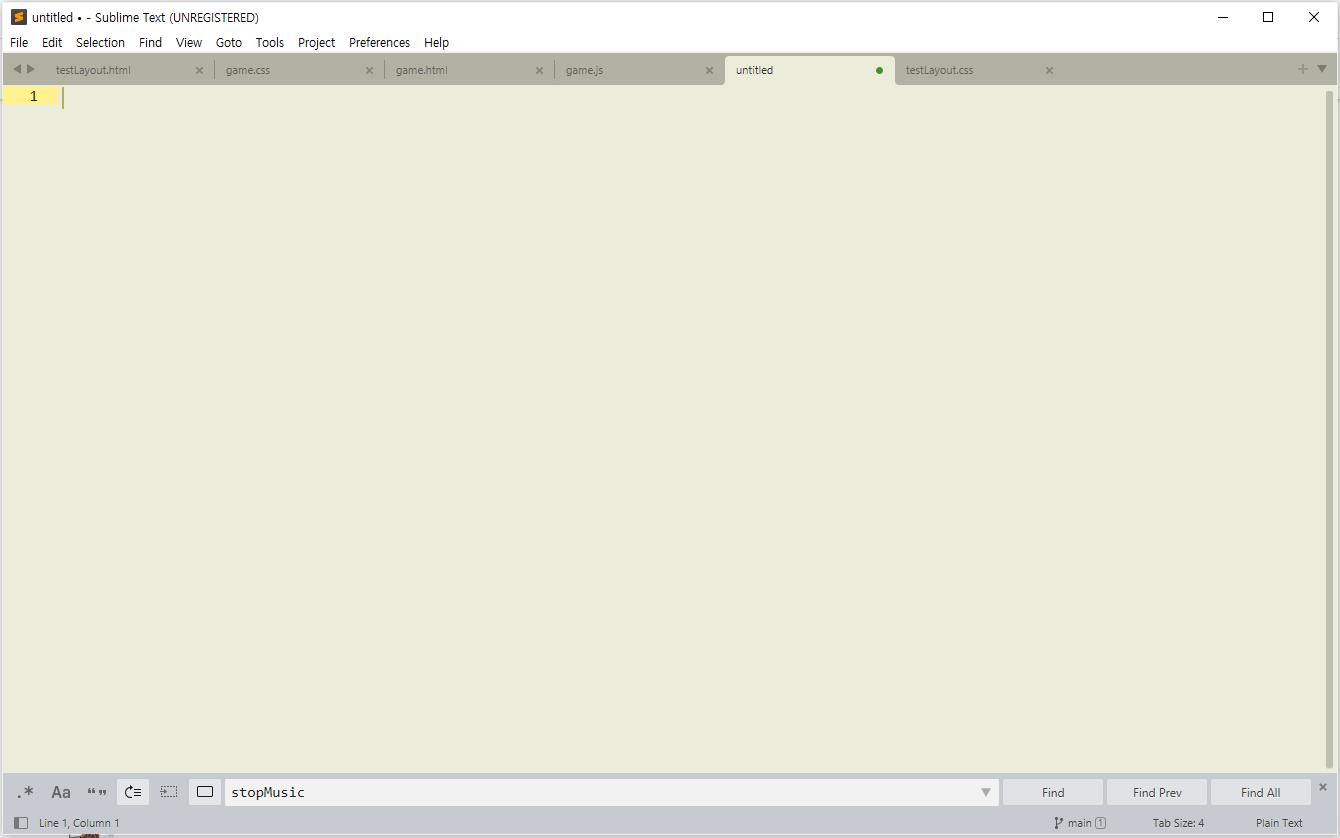 untitled • - Sublime Text (UNREGISTERED)
File Edit Selection Find View Goto Tools Project Preferences Help
testLayout.html game.css game.html game.js untitled testLayout.css
1
.* Aa “” stopMusic Find Find Prev Find All
Line 1, Column 1 main 1 Tab Size: 4 Plain Text